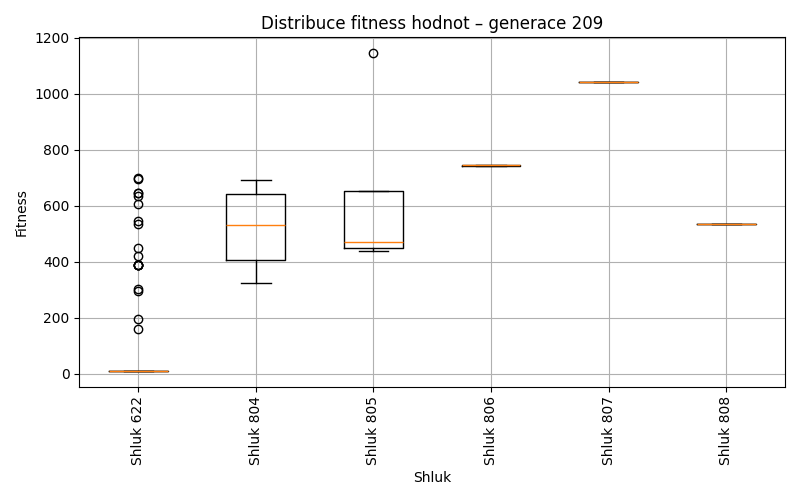 Distribuce fitness hodnot – generace 209
Fitness
1200
1000
800
600
400
200
0
Shluk 622
Shluk 804
Shluk 805
Shluk 806
Shluk 807
Shluk 808
Shluk